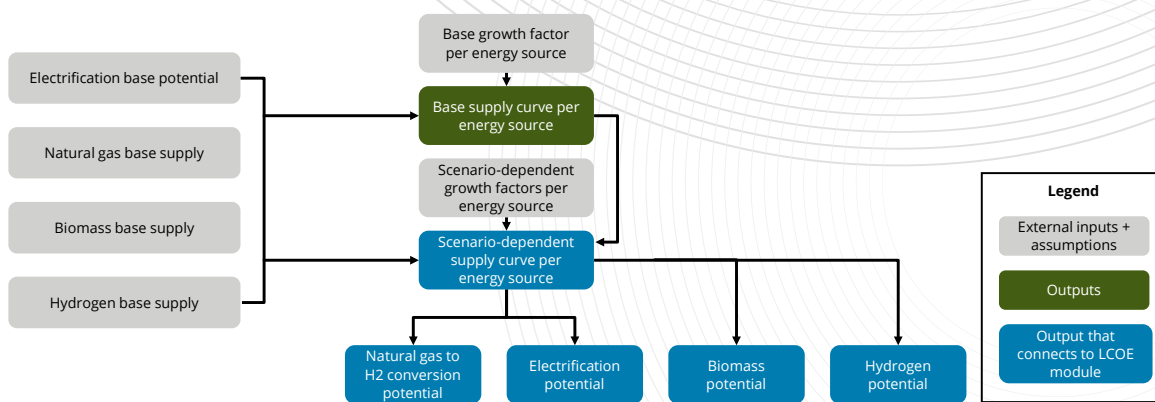 Base growth factor
per energy source
Electrification base potential
Base supply curve per
energy source
Natural gas base supply
Scenario-dependent
growth factors per
energy source
Biomass base supply
Scenario-dependent
supply curve per
energy source
Hydrogen base supply
Natural gas to
H2 conversion
potential
Electrification
potential
Biomass
potential
Hydrogen
potential
Legend
External inputs +
assumptions
Outputs
Output that
connects to LCOE
module